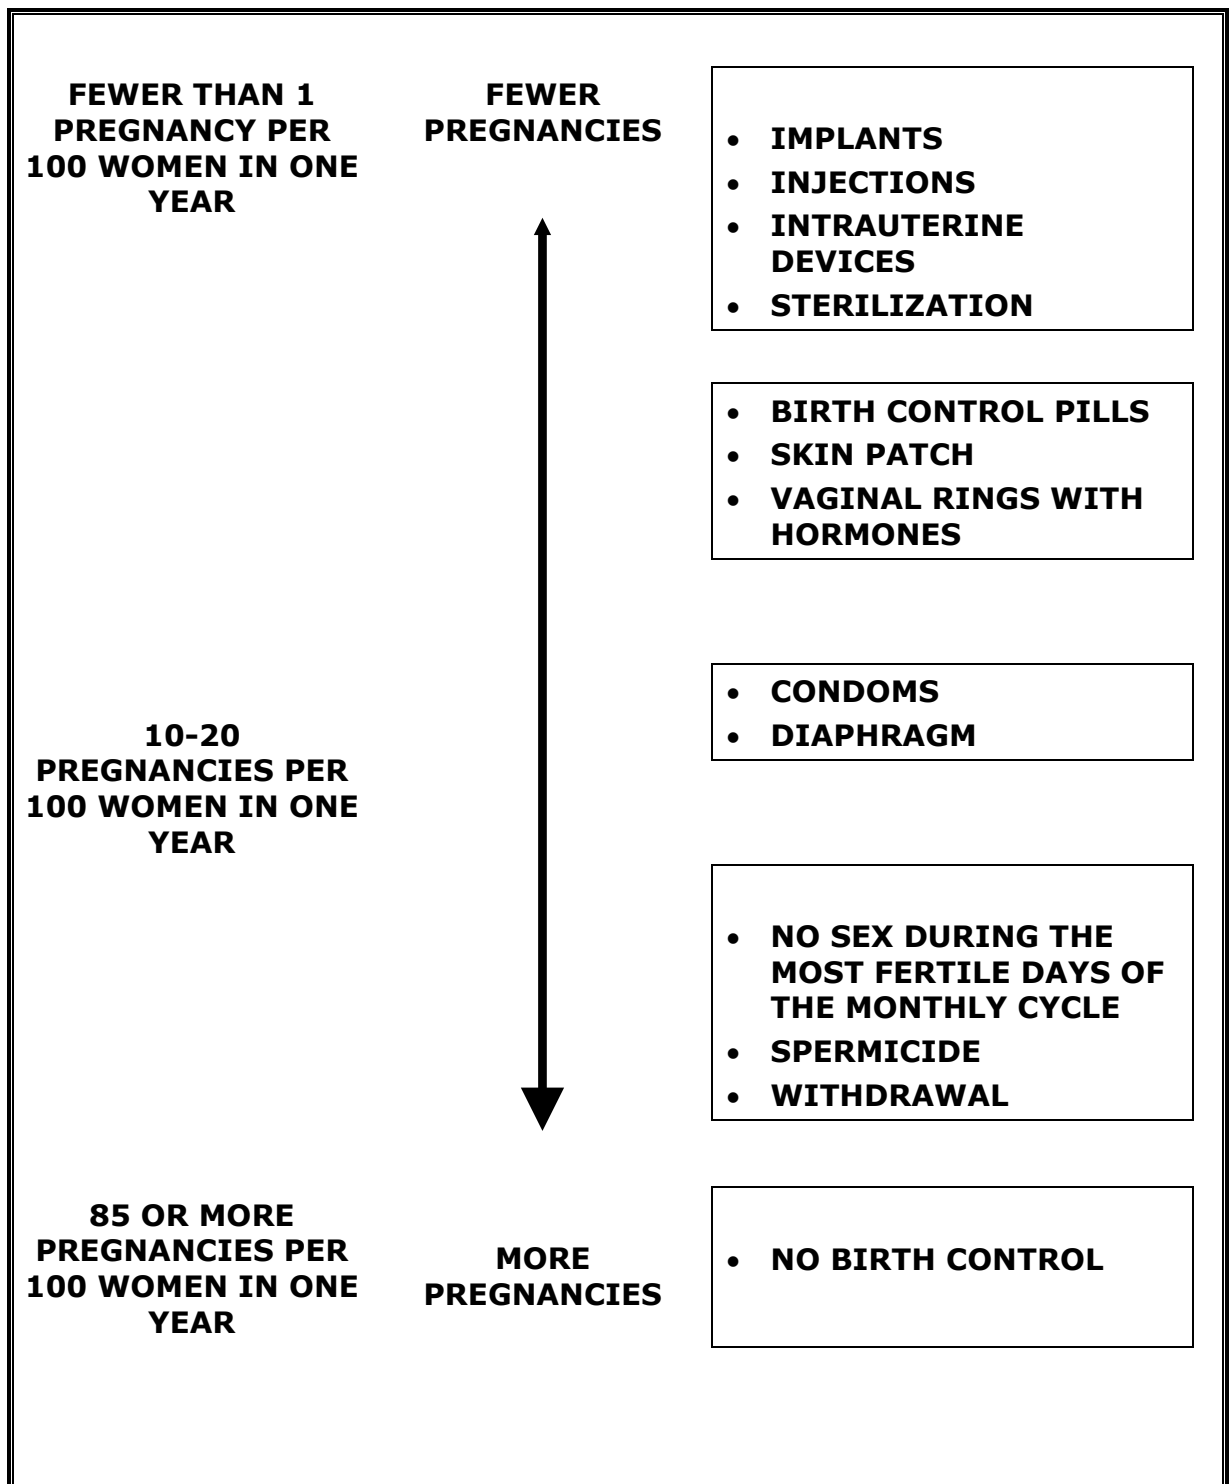 FEWER THAN 1
PREGNANCY PER
100 WOMEN IN ONE
YEAR
FEWER
PREGNANCIES
• IMPLANTS
• INJECTIONS
• INTRAUTERINE
DEVICES
• STERILIZATION
• BIRTH CONTROL PILLS
• SKIN PATCH
• VAGINAL RINGS WITH
HORMONES
10-20
PREGNANCIES PER
100 WOMEN IN ONE
YEAR
• CONDOMS
• DIAPHRAGM
• NO SEX DURING THE
MOST FERTILE DAYS OF
THE MONTHLY CYCLE
• SPERMICIDE
• WITHDRAWAL
85 OR MORE
PREGNANCIES PER
100 WOMEN IN ONE
YEAR
MORE
PREGNANCIES
• NO BIRTH CONTROL